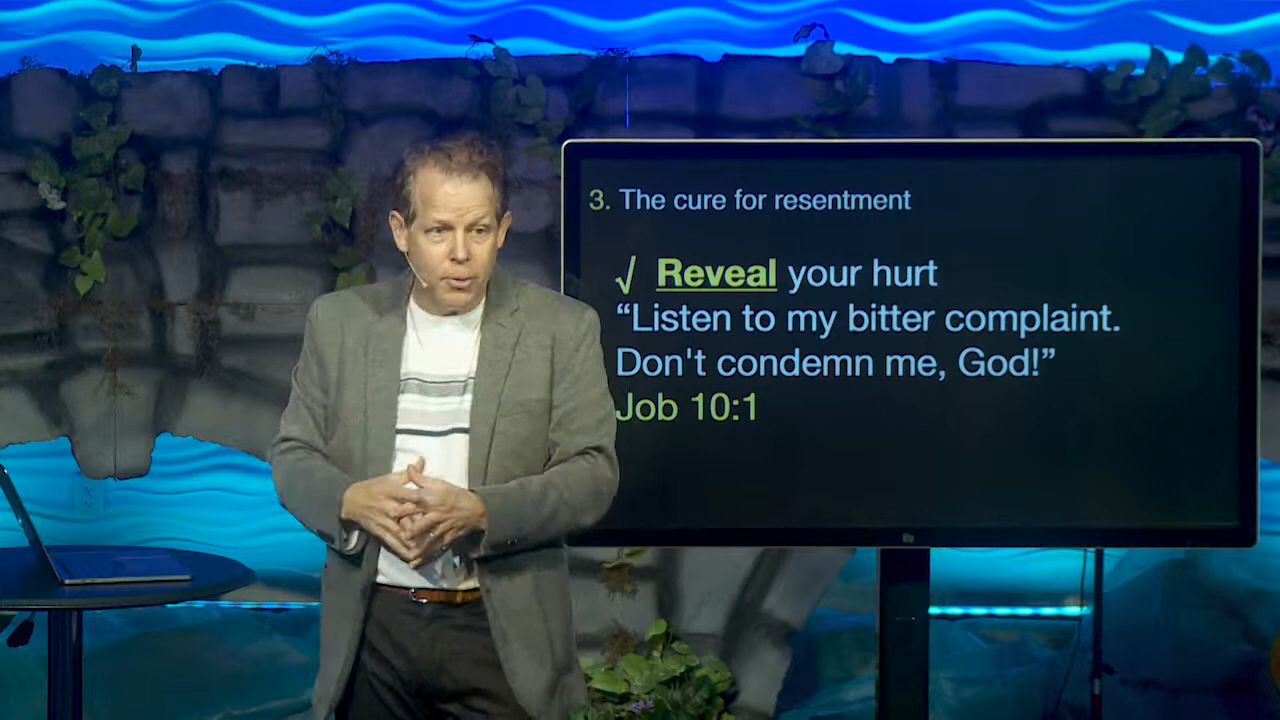 3. The cure for resentment
√ Reveal your hurt
“Listen to my bitter complaint.
Don't condemn me, God!”
Job 10:1